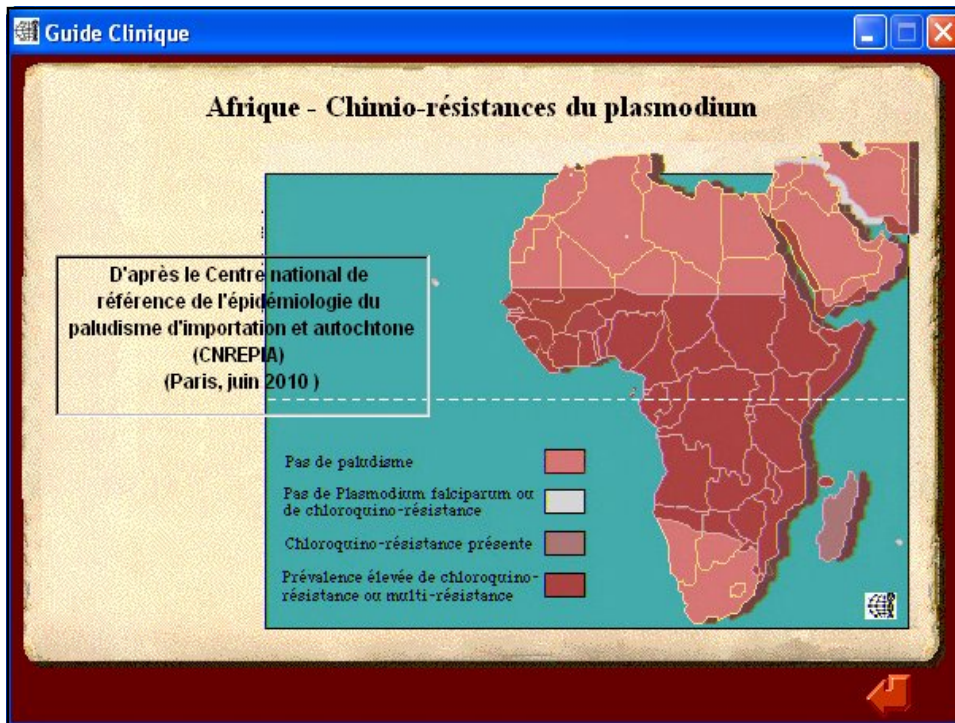 Guide Clinique
Afrique - Chimio-résistances du plasmodium
D'après le Centre national de
référence de l'épidémiologie du
paludisme d'importation et autochtone
(CNREPIA)
(Paris, juin 2010 )
Pas de paludisme
Pas de Plasmodium falciparum ou
de chloroquino-résistance
Chloroquino-résistance présente
Prévalence élevée de chloroquino-
résistance ou multi-résistance